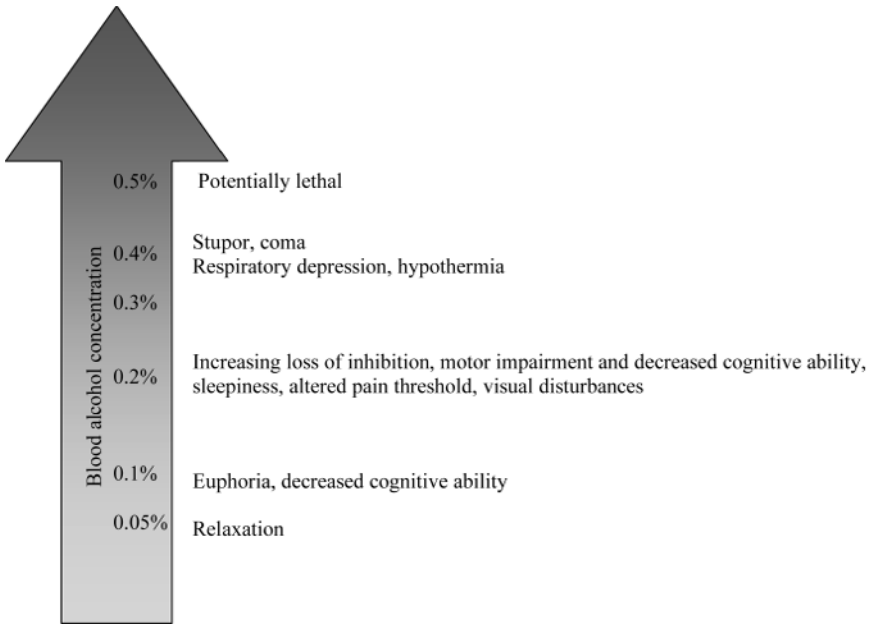 0.5% Potentially lethal
0.4% Stupor, coma
Respiratory depression, hypothermia
0.3%
Increasing loss of inhibition, motor impairment and decreased cognitive ability,
0.2% sleepiness, altered pain threshold, visual disturbances
0.1% Euphoria, decreased cognitive ability
0.05% Relaxation
Blood alcohol concentration